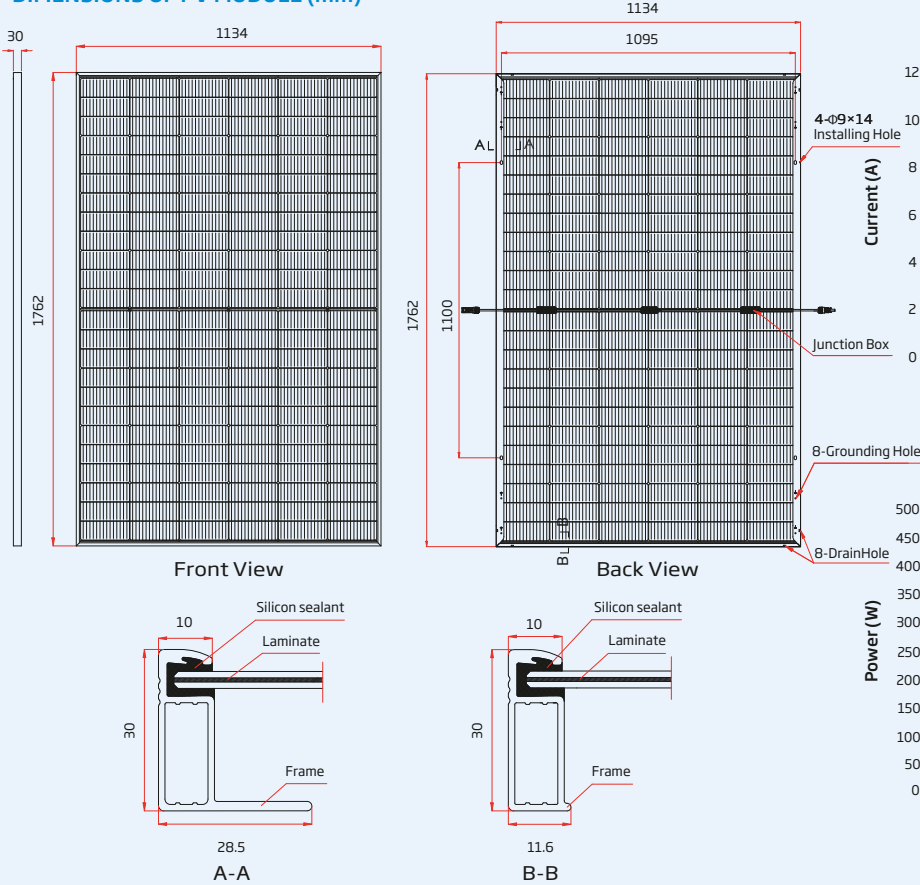 DIMENSIONS OF PV MODULE (mm)
30
1134
1762
Front View
1134
1095
1762
1100
A
A
B
B
4-Φ9×14
Installing Hole
Junction Box
8-Grounding Hole
8-DrainHole
Back View
12
10
8
6
4
2
0
Current (A)
500
450
400
350
300
250
200
150
100
50
0
Power (W)
10
Silicon sealant
Laminate
30
Frame
28.5
A-A
10
Silicon sealant
Laminate
30
Frame
11.6
B-B